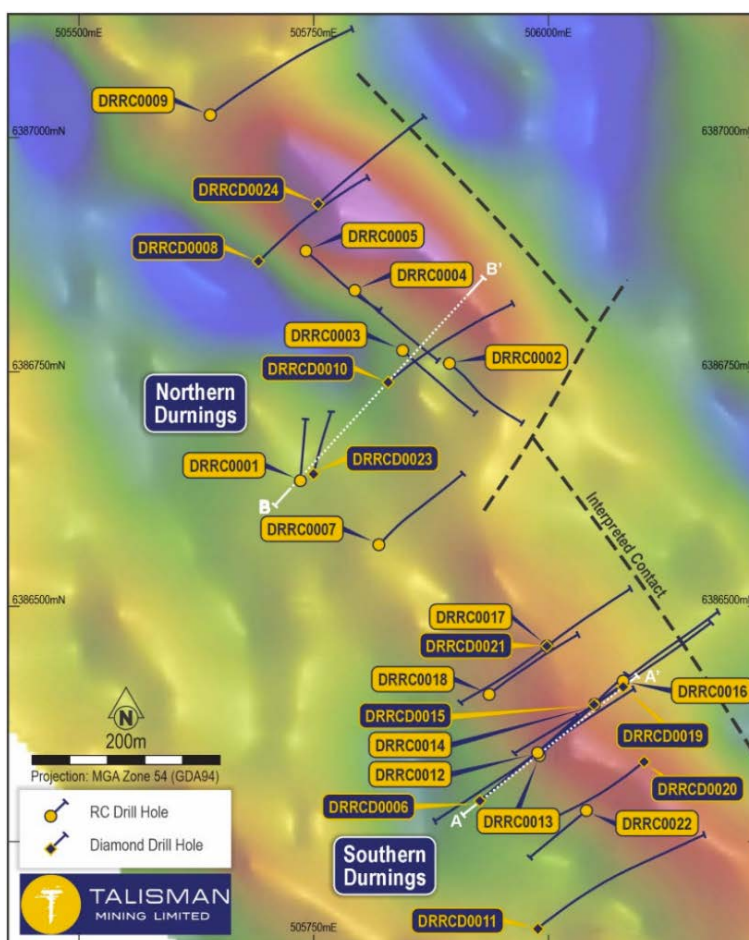 505500mE
505750mE
506000mE
DRRC0009
6387000mN
6387000mN
DRRCD0024
DRRC0005
DRRCD0008
DRRC0004
B'
DRRC0003
DRRC0002
6386750mN
6386750mN
DRRCD0010
Northern
Durnings
DRRC0001
DRRCD0023
B
DRRC0007
Interpreted Contact
6386500mN
6386500mN
DRRC0017
DRRCD0021
DRRC0018
A'
DRRC0016
DRRCD0015
DRRCD0019
DRRC0014
DRRC0012
DRRCD0020
DRRCD0006
A
DRRC0013
DRRC0022
Southern
Durnings
DRRCD0011
N
200m
Projection: MGA Zone 54 (GDA94)
RC Drill Hole
Diamond Drill Hole
TALISMAN
MINING LIMITED
505750mE
506000mE